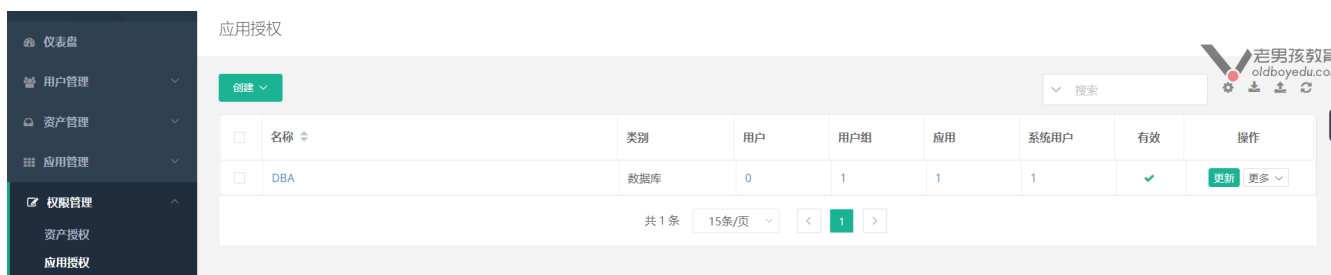 仪表盘
用户管理
资产管理
应用管理
权限管理
资产授权
应用授权
应用授权
老男孩教育
oldboyedu.co
创建
搜索
名称 类别 用户 用户组 应用 系统用户 有效 操作
DBA 数据库 0 1 1 1 更新 更多
共 1 条 15条/页 1